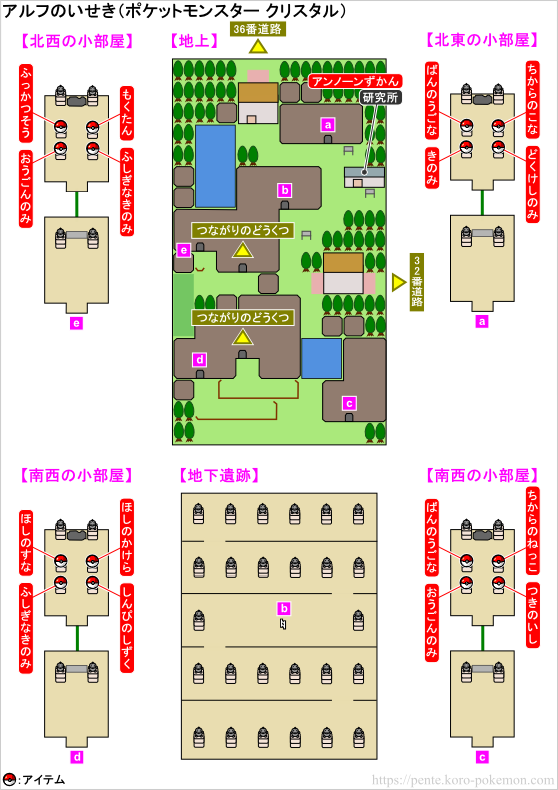 アルフのいせき(ポケットモンスター クリスタル)
36番道路
【北西の小部屋】
【地上】
【北東の小部屋】
ふっかつそう
もくたん
おうごんのみ
ふしぎなきのみ
e
アンノーンずかん
研究所
a
b
つながりのどうくつ
e
つながりのどうくつ
d
c
32番道路
ぎんのうごな
ちからのこな
きのみ
どくけしのみ
a
【南西の小部屋】
【地下遺跡】
【南西の小部屋】
ほしのすな
ほしのかけら
ふしぎなきのみ
しんぴのしずく
d
b
ぎんのうごな
ちからのねっこ
おうごんのみ
つきのいし
c
:アイテム
https://pente.koro-pokemon.com/